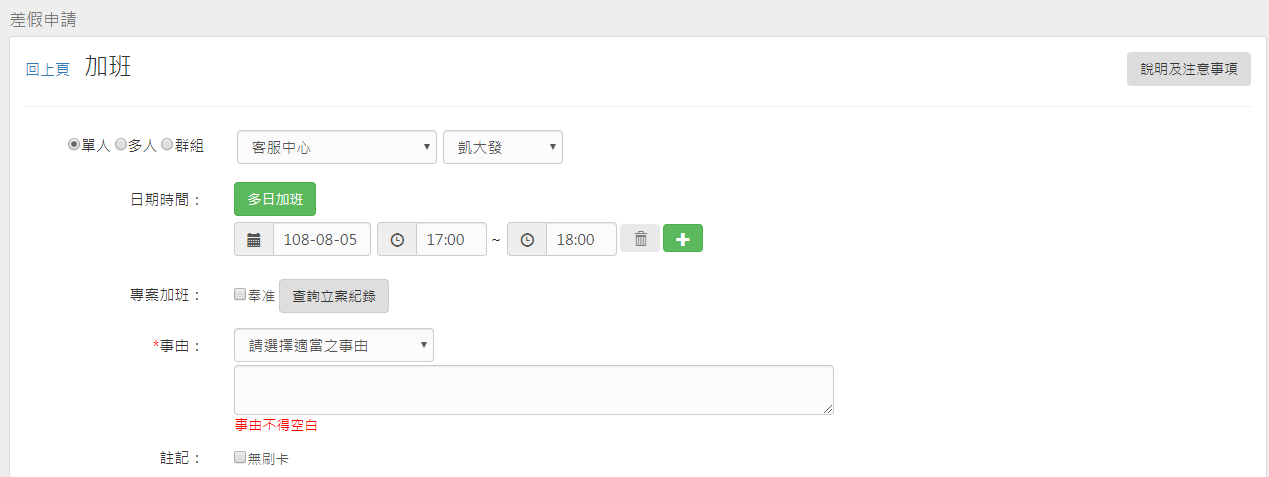 差假申請
回上頁 加班 說明及注意事項
單人 多人 群組 客服中心 凱大發
日期時間： 多日加班
108-08-05 17:00 ~ 18:00
專案加班： 奉准 查詢立案紀錄
*事由： 請選擇適當之事由
事由不得空白
註記： 無刷卡